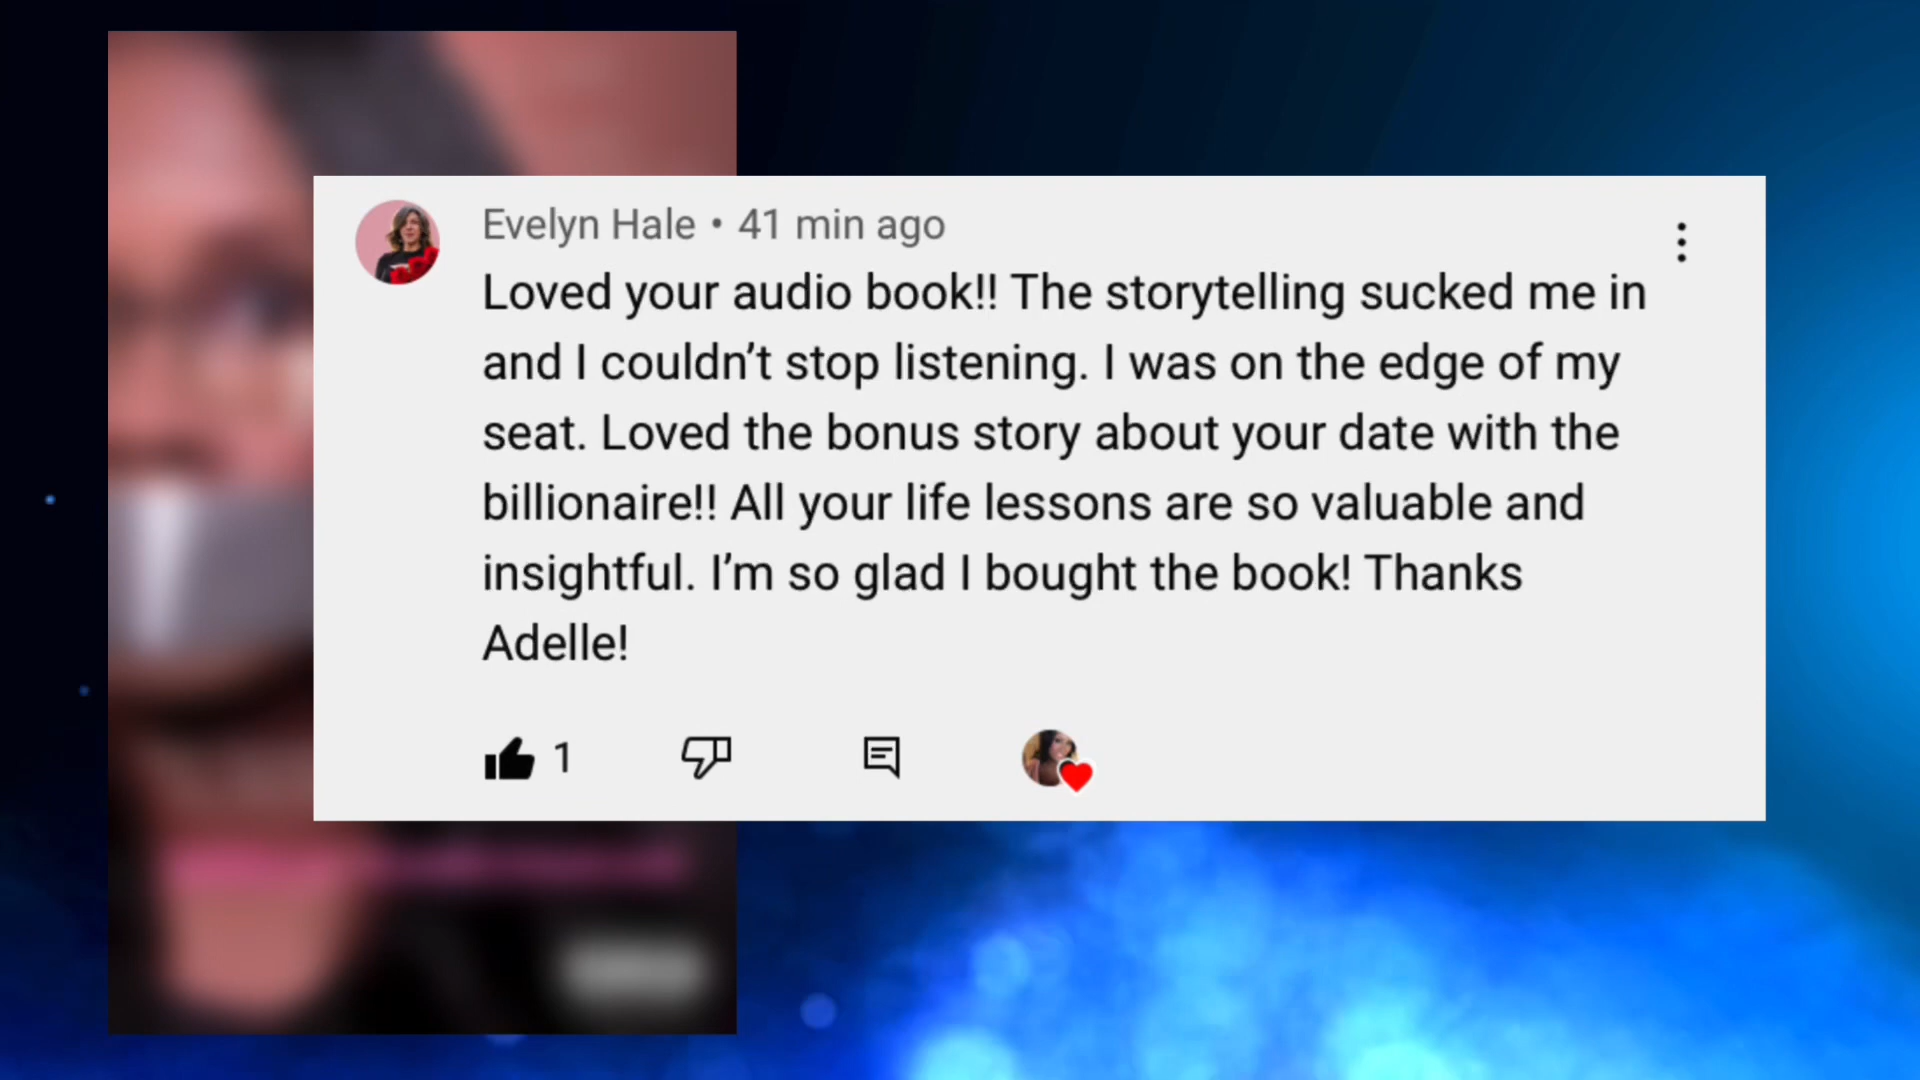 Evelyn Hale • 41 min ago
Loved your audio book!! The storytelling sucked me in
and I couldn’t stop listening. I was on the edge of my
seat. Loved the bonus story about your date with the
billionaire!! All your life lessons are so valuable and
insightful. I’m so glad I bought the book! Thanks
Adelle!
1